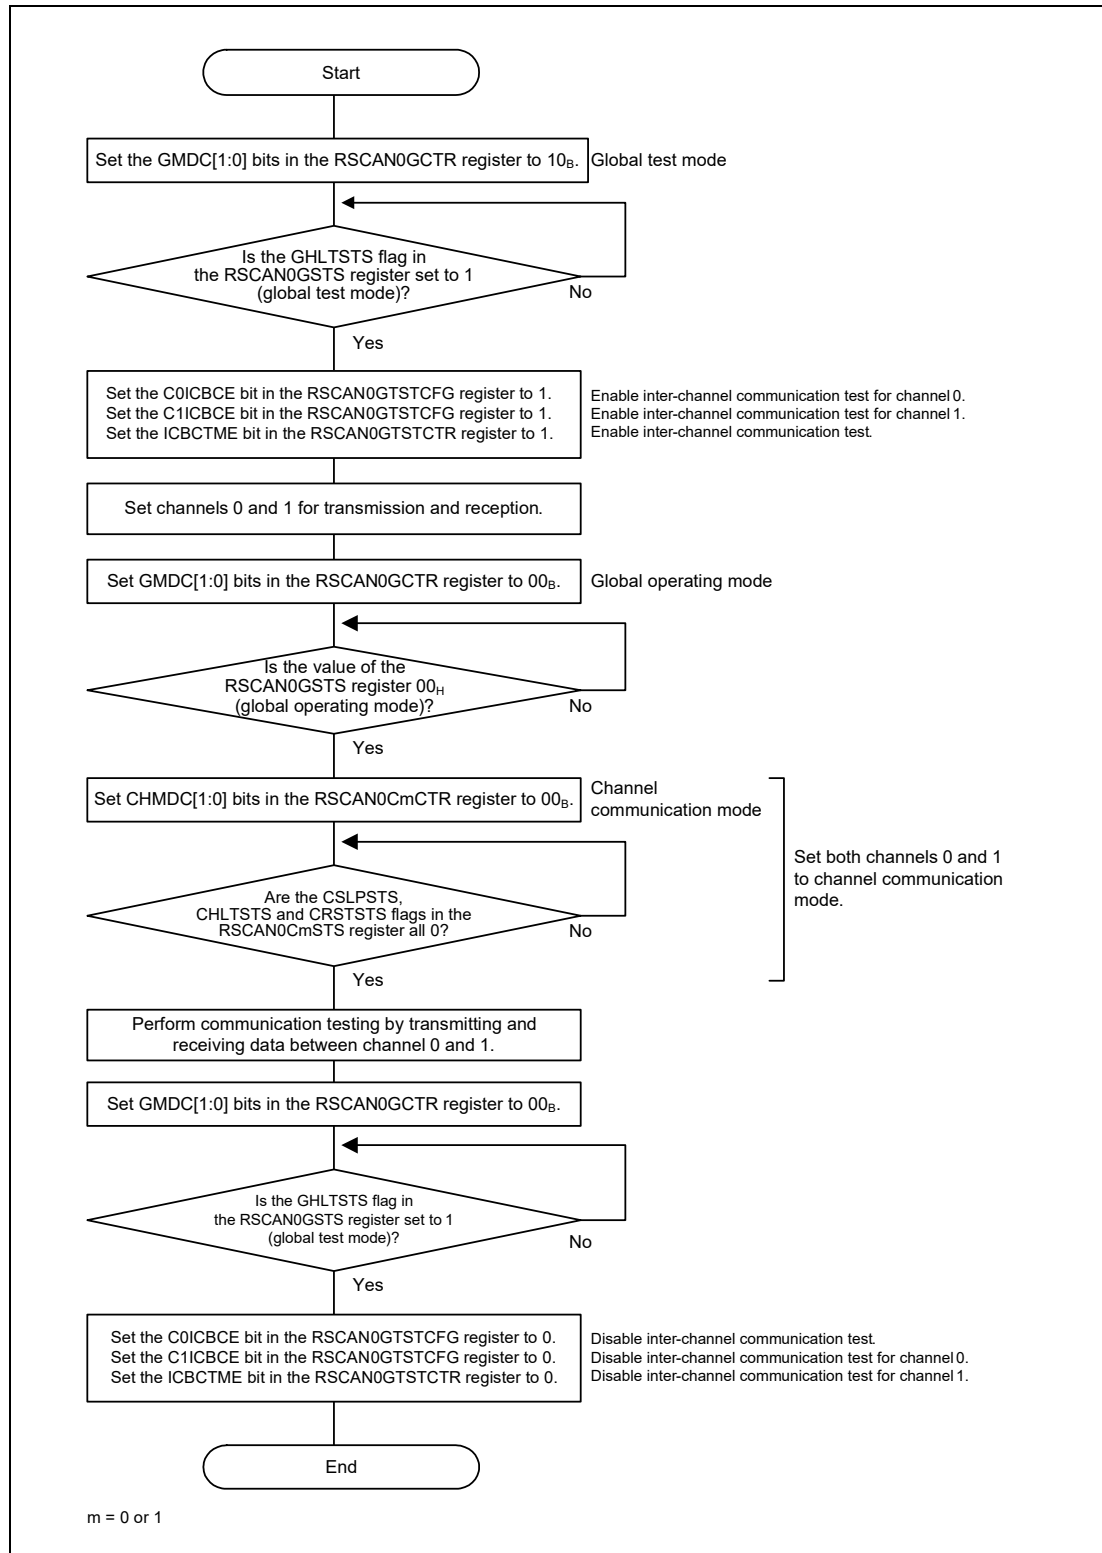 Start
Set the GMDC[1:0] bits in the RSCAN0GCTR register to 10B.
Global test mode
Is the GHLTSTS flag in
the RSCAN0GSTS register set to 1
(global test mode)?
No
Yes
Set the C0ICBCE bit in the RSCAN0GTSTCFG register to 1.
Set the C1ICBCE bit in the RSCAN0GTSTCFG register to 1.
Set the ICBCTME bit in the RSCAN0GTSTCTR register to 1.
Enable inter-channel communication test for channel 0.
Enable inter-channel communication test for channel 1.
Enable inter-channel communication test.
Set channels 0 and 1 for transmission and reception.
Set GMDC[1:0] bits in the RSCAN0GCTR register to 00B.
Global operating mode
Is the value of the
RSCAN0GSTS register 00H
(global operating mode)?
No
Yes
Set CHMDC[1:0] bits in the RSCAN0CmCTR register to 00B.
Channel
communication mode
Are the CSLPSTS,
CHLTSTS and CRSTSTS flags in the
RSCAN0CmSTS register all 0?
No
Yes
Set both channels 0 and 1
to channel communication
mode.
Perform communication testing by transmitting and
receiving data between channel 0 and 1.
Set GMDC[1:0] bits in the RSCAN0GCTR register to 00B.
Is the GHLTSTS flag in
the RSCAN0GSTS register set to 1
(global test mode)?
No
Yes
Set the C0ICBCE bit in the RSCAN0GTSTCFG register to 0.
Set the C1ICBCE bit in the RSCAN0GTSTCFG register to 0.
Set the ICBCTME bit in the RSCAN0GTSTCTR register to 0.
Disable inter-channel communication test.
Disable inter-channel communication test for channel 0.
Disable inter-channel communication test for channel 1.
End
m = 0 or 1